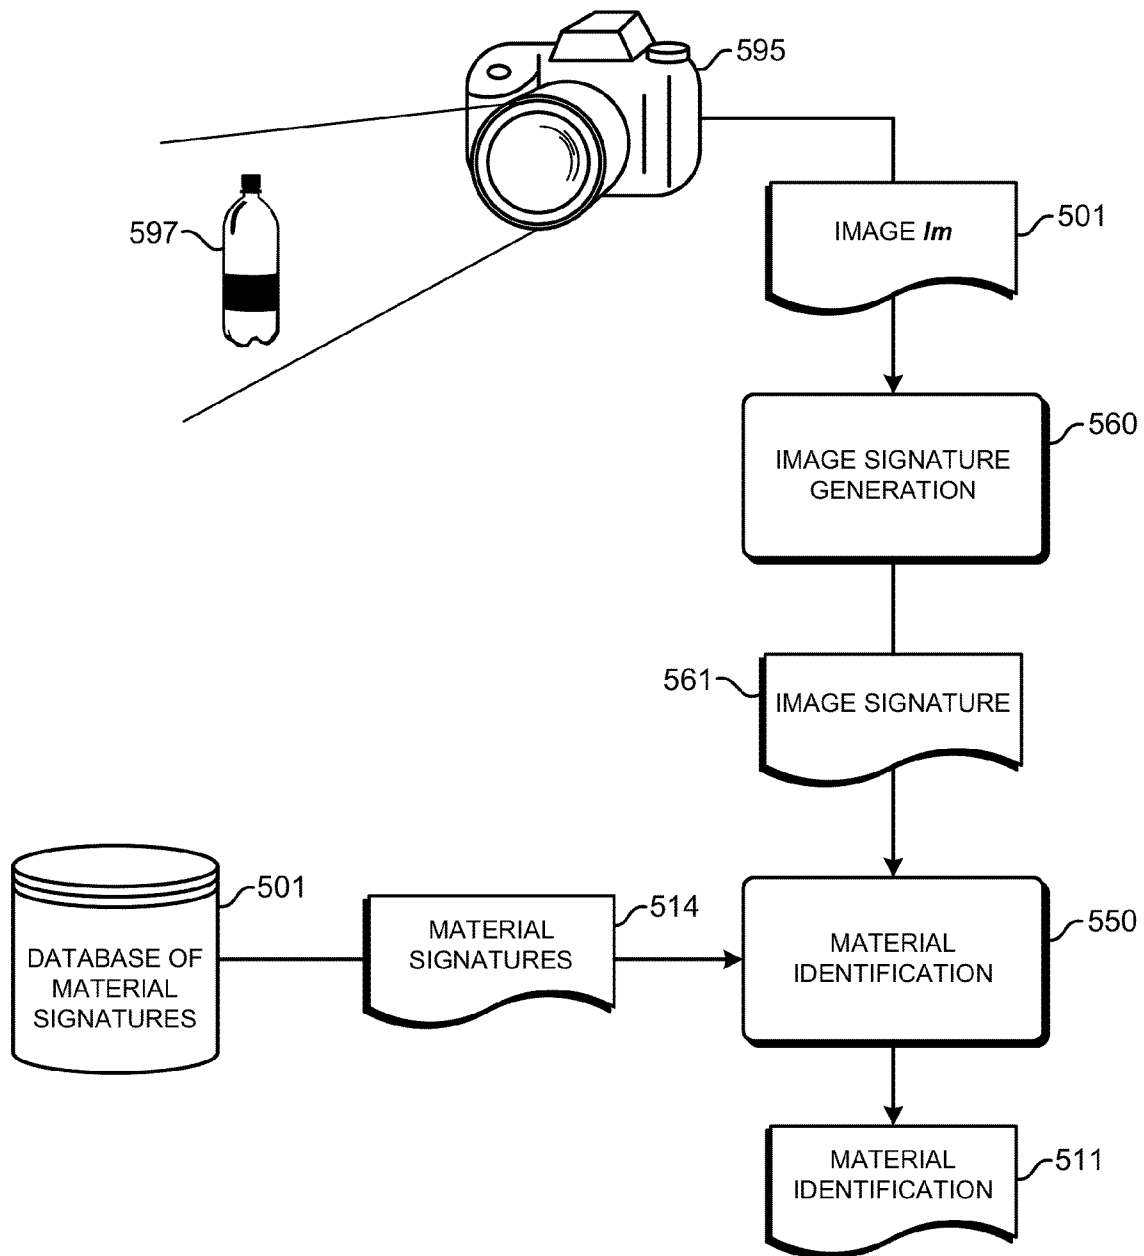 595
597
IMAGE Im
501
560
IMAGE SIGNATURE
GENERATION
561
IMAGE SIGNATURE
501
DATABASE OF
MATERIAL
SIGNATURES
514
MATERIAL
SIGNATURES
550
MATERIAL
IDENTIFICATION
511
MATERIAL
IDENTIFICATION